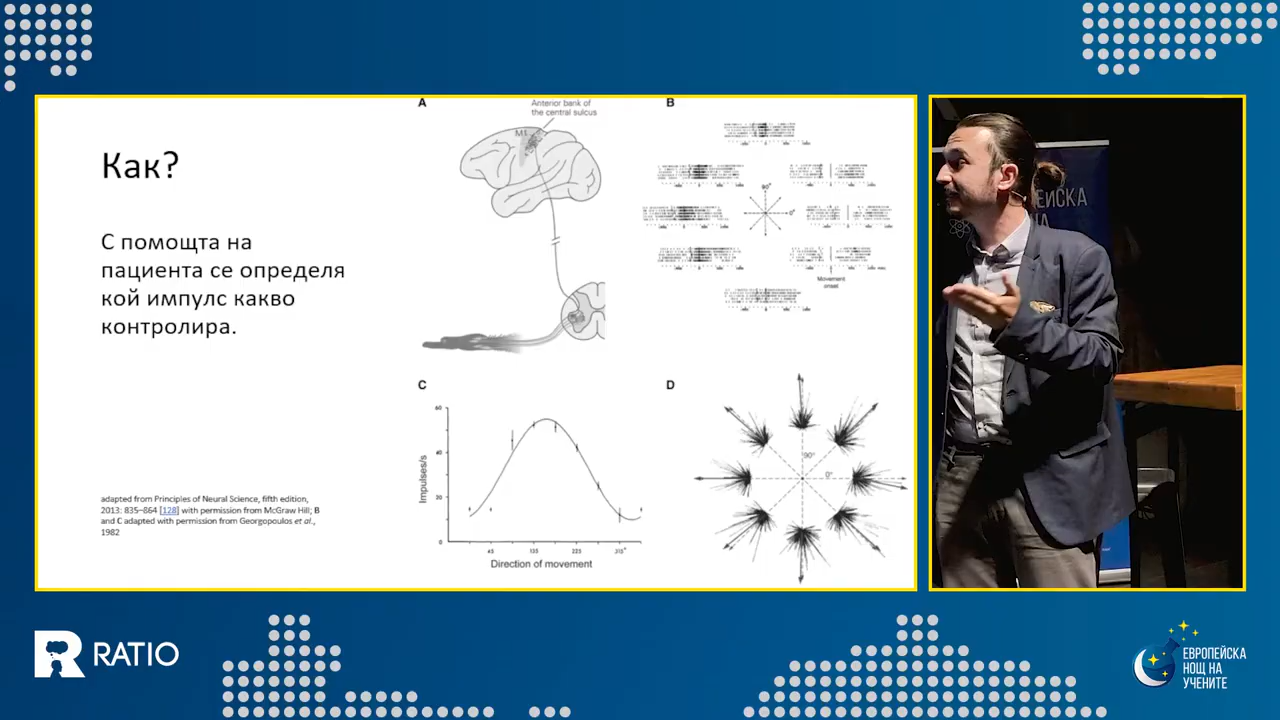 Как?
С помощта на
пациента се определя
кой импулс какво
контролира.
adapted from Principles of Neural Science, fifth edition,
2013: 835–864 [128] with permission from McGraw Hill; B
and C adapted with permission from Georgopoulos et al.,
1982
A
Anterior bank of
the central sulcus
M1
B
90°
0°
Movement
onset
C
Impulses/s
60
40
20
0
45
135
225
315°
Direction of movement
D
90°
0°
ЕЙСКА
НА
RATIO
ЕВРОПЕЙСКА
НОЩ НА
УЧЕНИТЕ